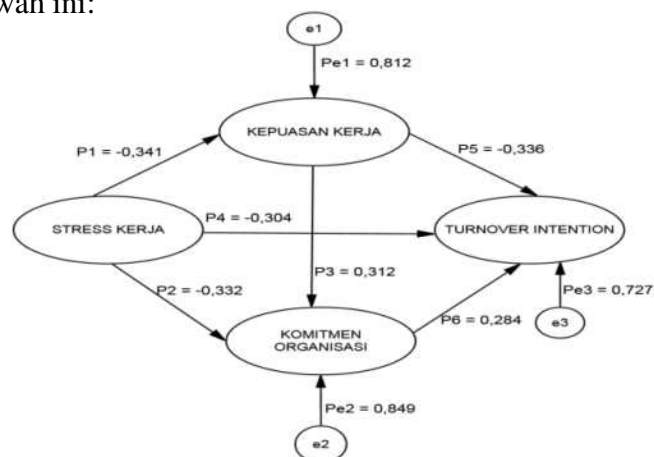 wah ini:
e1
Pe1 = 0,812
KEPUASAN KERJA
P1 = -0,341
P5 = -0,336
STRESS KERJA
P4 = -0,304
TURNOVER INTENTION
P3 = 0,312
P2 = -0,332
Pe3 = 0,727
P6 = 0,284
e3
KOMITMEN
ORGANISASI
Pe2 = 0,849
e2